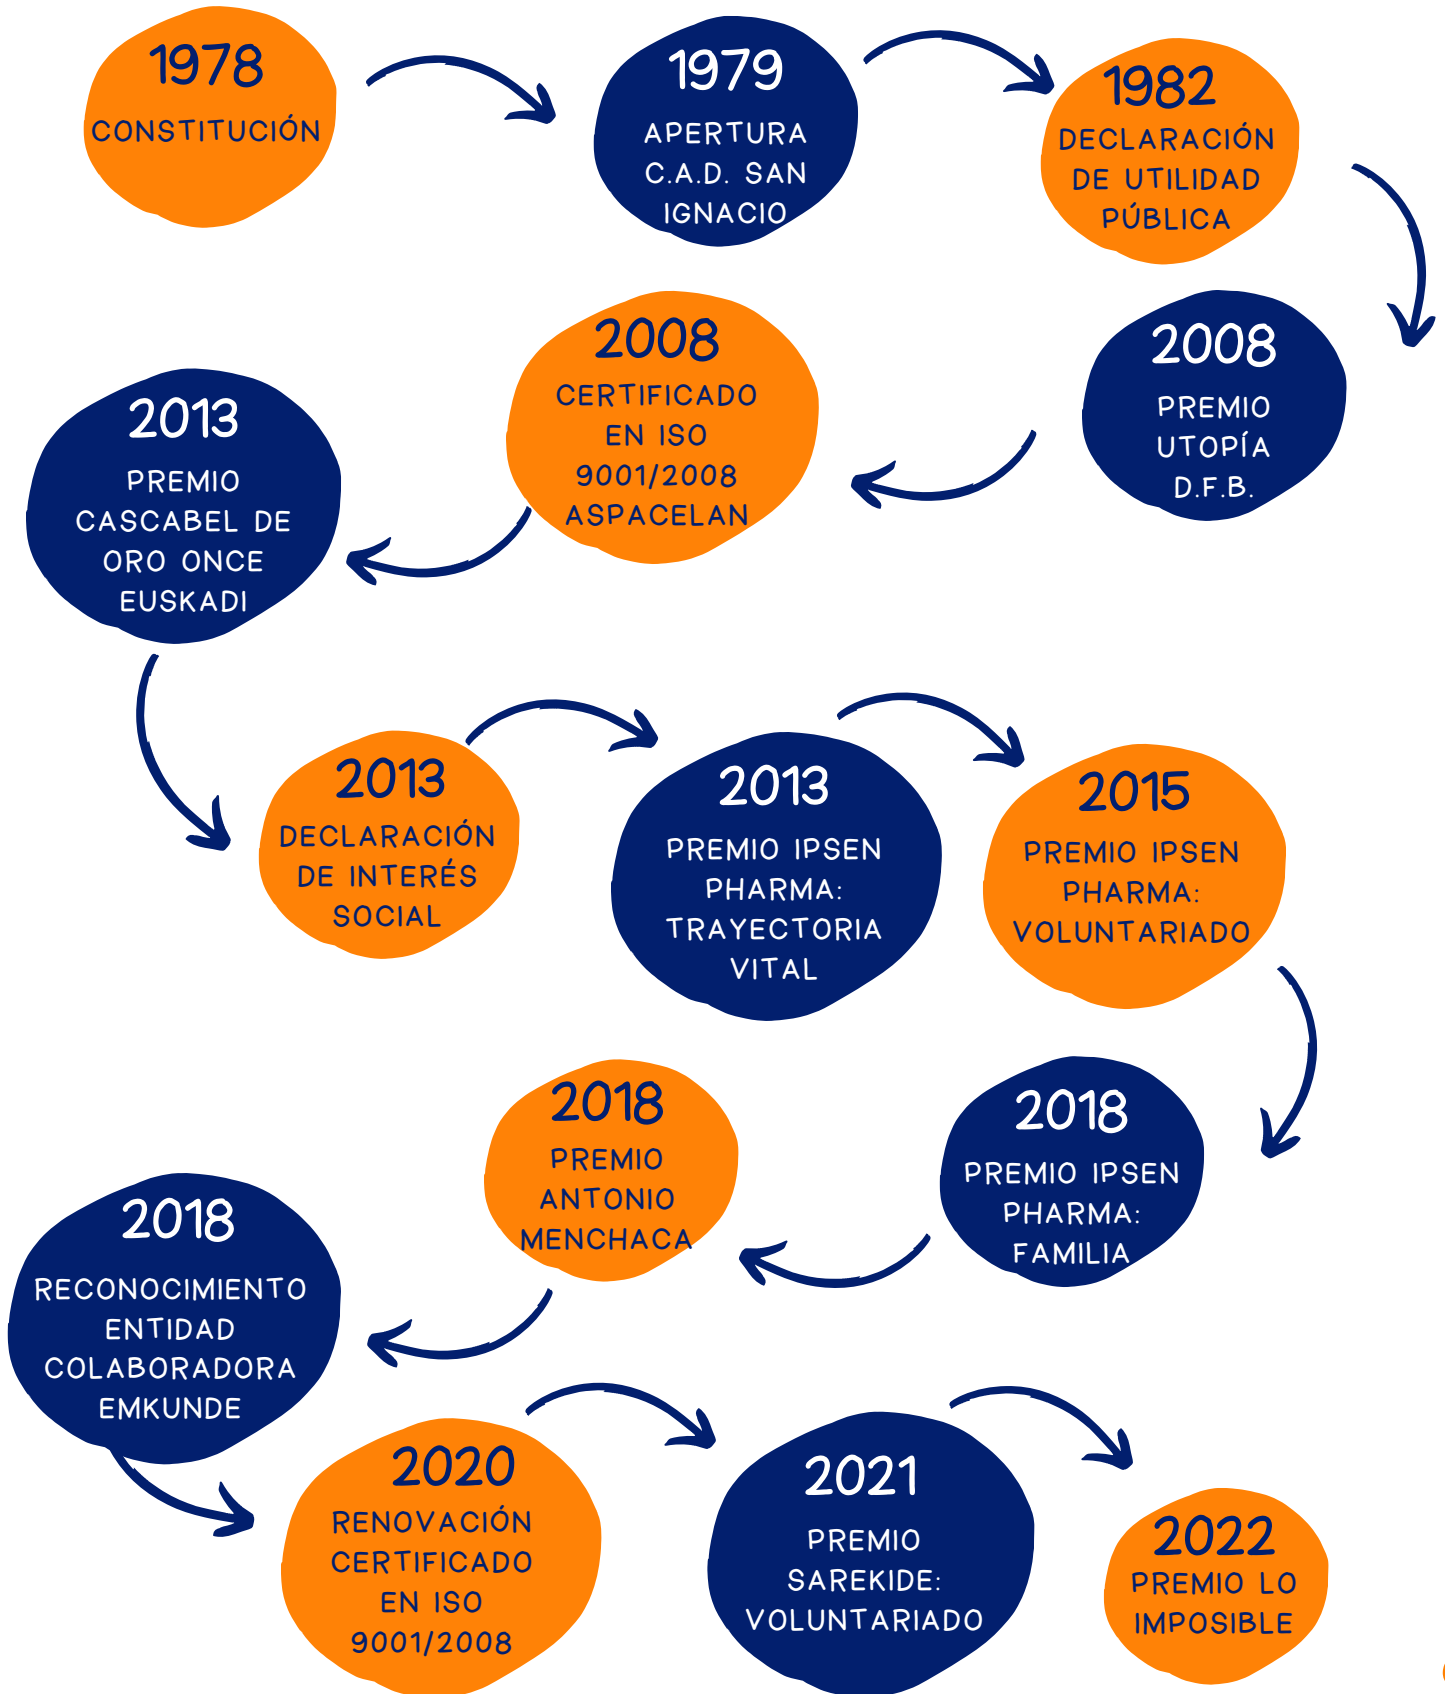 1978
CONSTITUCIÓN
1979
APERTURA
C.A.D. SAN
IGNACIO
1982
DECLARACIÓN
DE UTILIDAD
PÚBLICA
2008
PREMIO
UTOPÍA
D.F.B.
2008
CERTIFICADO
EN ISO
9001/2008
ASPACELAN
2013
PREMIO
CASCABEL DE
ORO ONCE
EUSKADI
2013
DECLARACIÓN
DE INTERÉS
SOCIAL
2013
PREMIO IPSEN
PHARMA:
TRAYECTORIA
VITAL
2015
PREMIO IPSEN
PHARMA:
VOLUNTARIADO
2018
PREMIO IPSEN
PHARMA:
FAMILIA
2018
PREMIO
ANTONIO
MENCHACA
2018
RECONOCIMIENTO
ENTIDAD
COLABORADORA
EMKUNDE
2020
RENOVACIÓN
CERTIFICADO
EN ISO
9001/2008
2021
PREMIO
SAREKIDE:
VOLUNTARIADO
2022
PREMIO LO
IMPOSIBLE